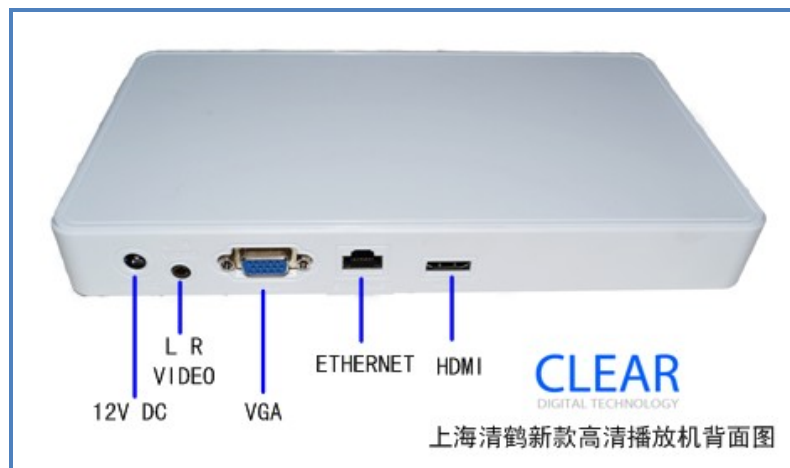 L R
VIDEO
ETHERNET
HDMI
12V DC
VGA
CLEAR
DIGITAL TECHNOLOGY
上海清鹤新款高清播放机背面图